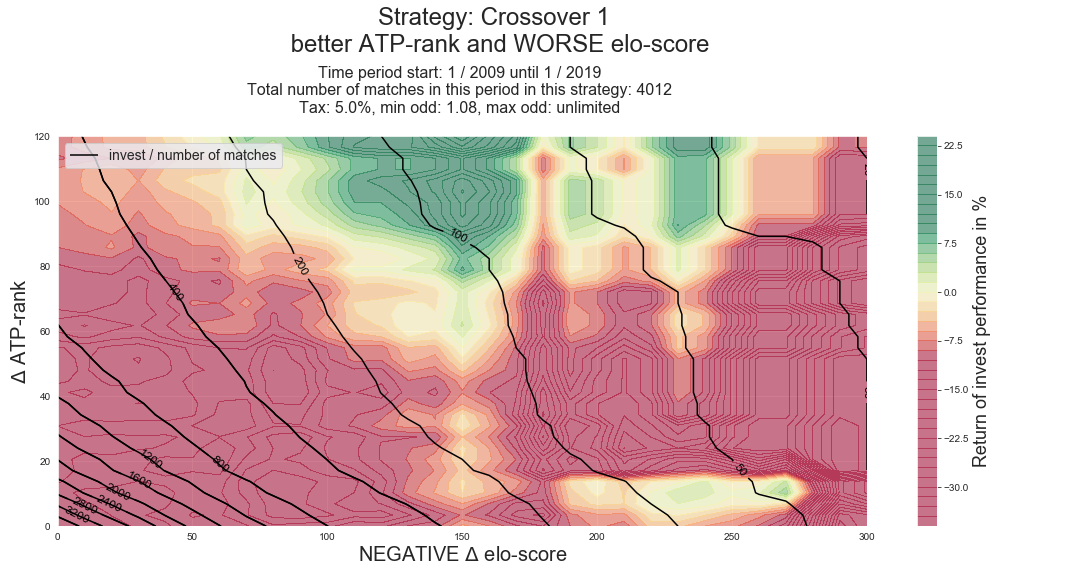 Strategy: Crossover 1
better ATP-rank and WORSE elo-score
Time period start: 1 / 2009 until 1 / 2019
Total number of matches in this period in this strategy: 4012
Tax: 5.0%, min odd: 1.08, max odd: unlimited
invest / number of matches
120
100
80
60
40
20
0
Δ ATP-rank
0 50 100 150 200 250 300
NEGATIVE Δ elo-score
100
200
400
800
1200
1600
2000
2400
2800
3200
50
22.5
15.0
7.5
0.0
−7.5
−15.0
−22.5
−30.0
Return of invest performance in %